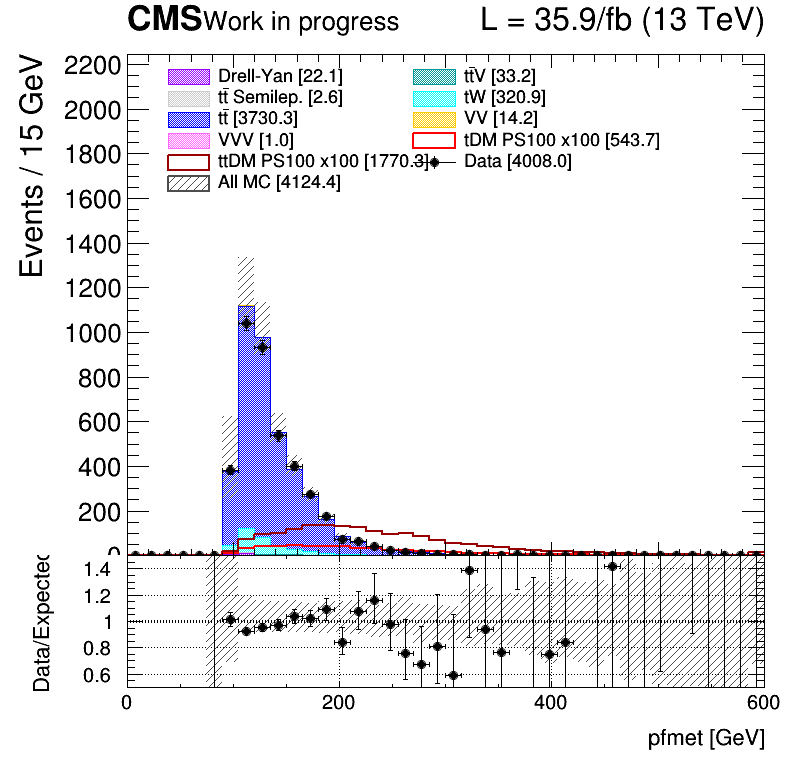 CMS Work in progress L = 35.9/fb (13 TeV)
Events / 15 GeV
2200
2000
1800
1600
1400
1200
1000
800
600
400
200
0
Drell-Yan [22.1] tt̄V [33.2]
tt̄ Semilep. [2.6] tW [320.9]
tt̄ [3730.3] VV [14.2]
VVV [1.0] tDM PS100 x100 [543.7]
ttDM PS100 x100 [1770.3] Data [4008.0]
All MC [4124.4]
Data/Expected
1.4
1.2
1
0.8
0.6
0 200 400 600
pfmet [GeV]